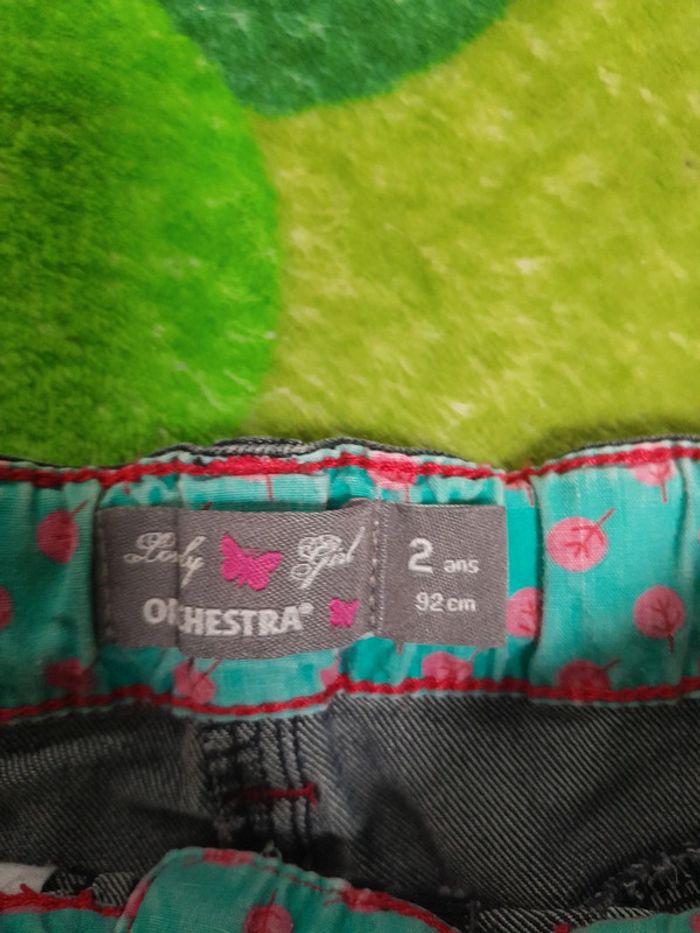 Lady Girl
ORCHESTRA®
2 ans
92 cm